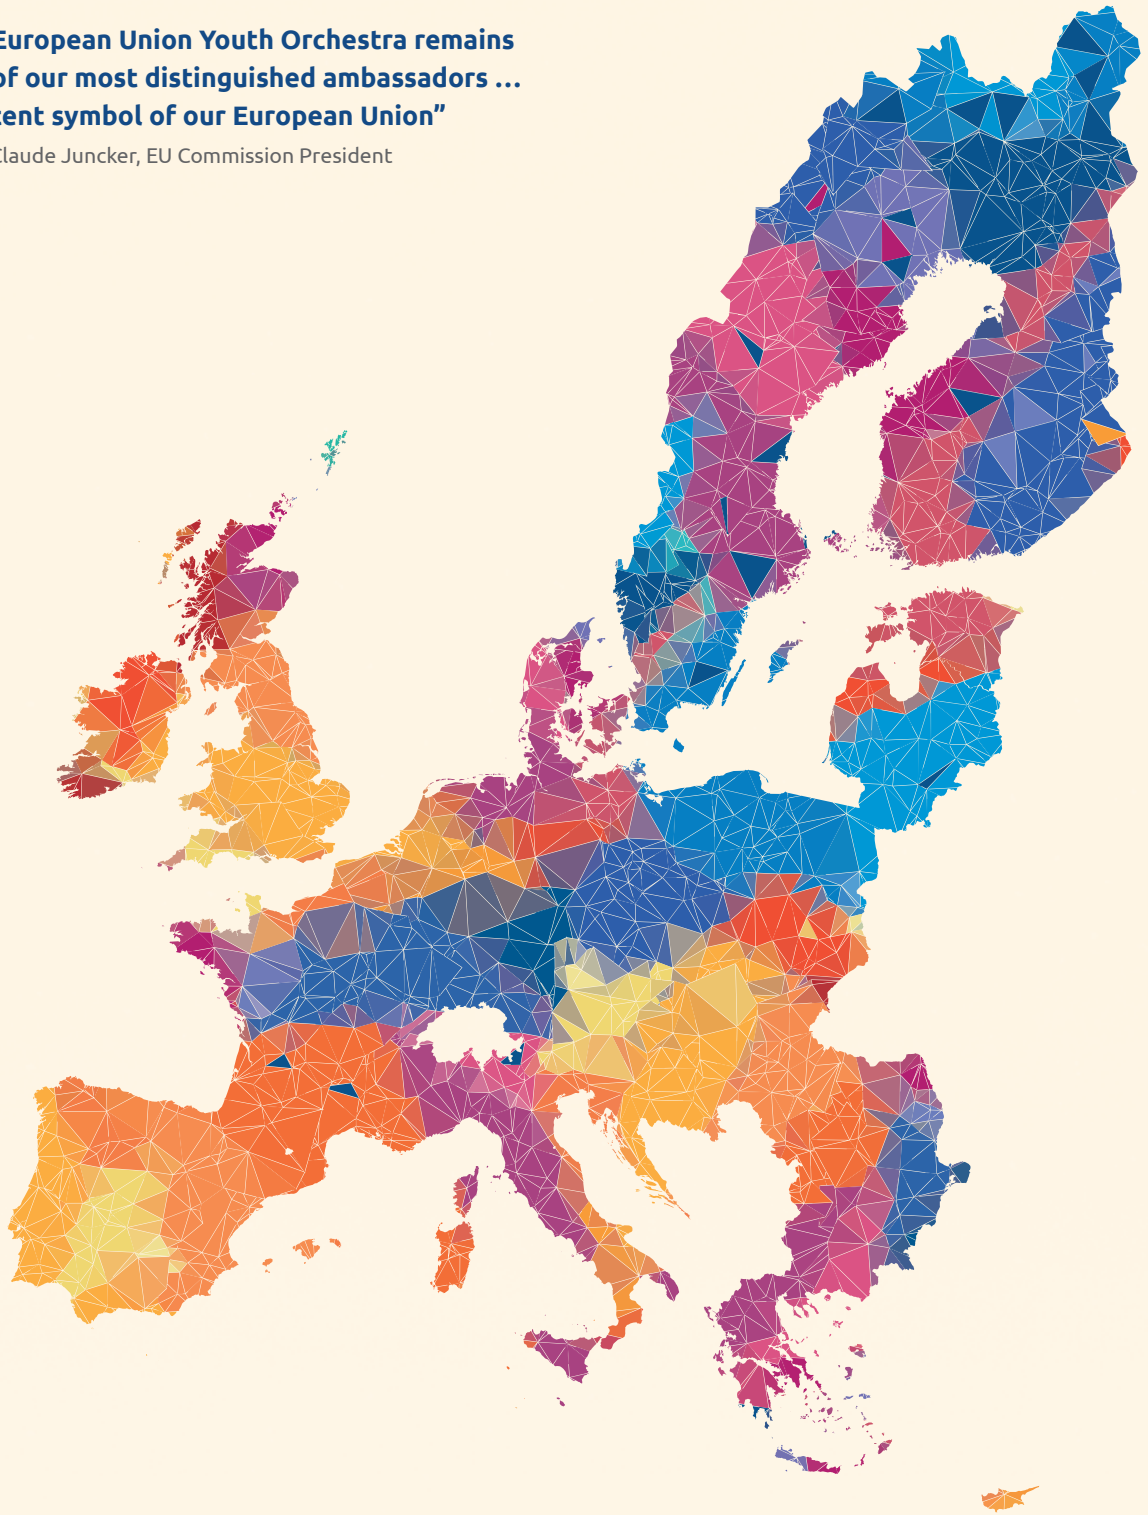 European Union Youth Orchestra remains
of our most distinguished ambassadors …
tent symbol of our European Union”
Claude Juncker, EU Commission President